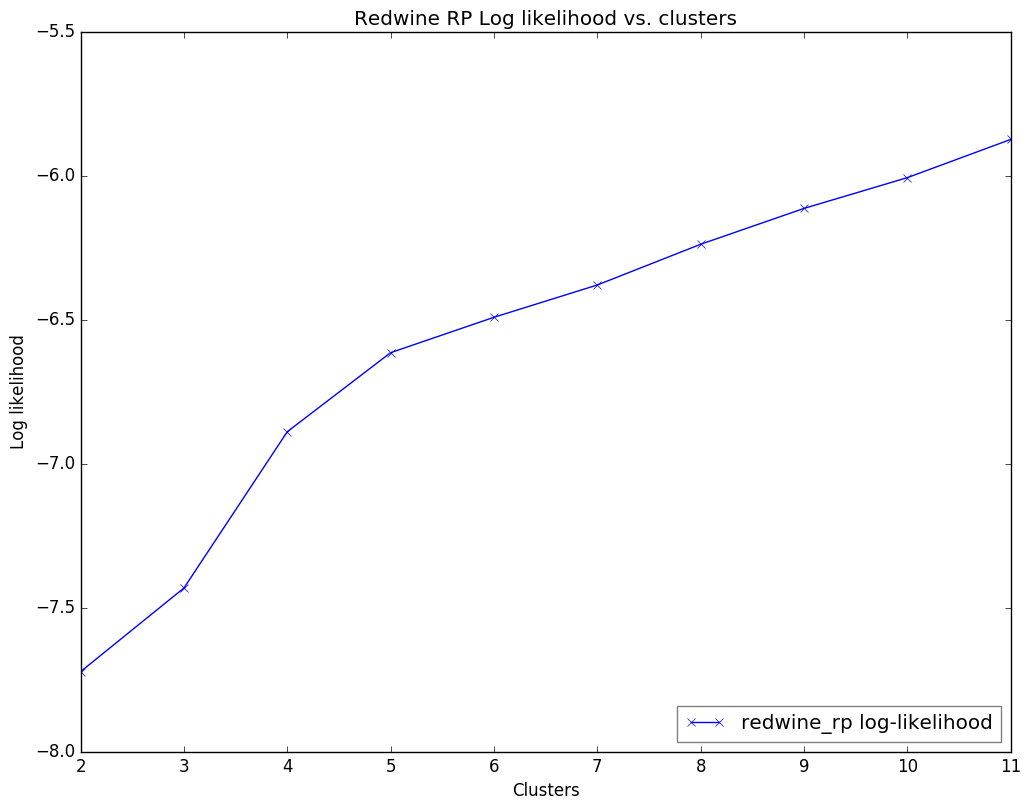 Redwine RP Log likelihood vs. clusters
−5.5
−6.0
−6.5
−7.0
−7.5
−8.0
Log likelihood
2 3 4 5 6 7 8 9 10 11
Clusters
redwine_rp log-likelihood